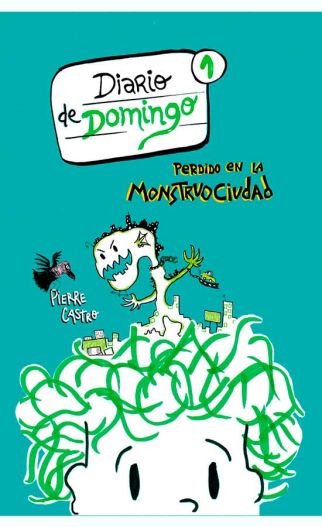 1
Diario
de Domingo
PERDIDO EN LA
MONSTRUOCIUDAD
PIERRE
CASTRO